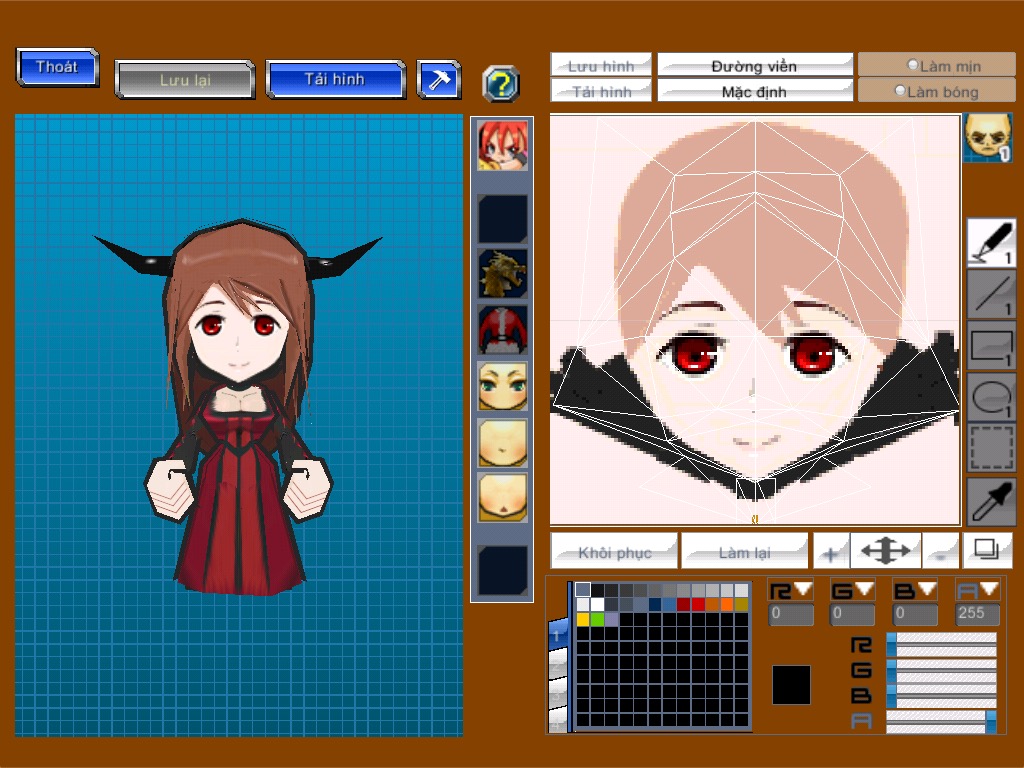 Thoát
Lưu lại
Tải hình
?
Lưu hình
Đường viền
Làm mịn
Tải hình
Mặc định
Làm bóng
1
1
1
1
1
Khôi phục
Làm lại
+
-
R
G
B
A
0
0
0
255
1
R
G
B
A